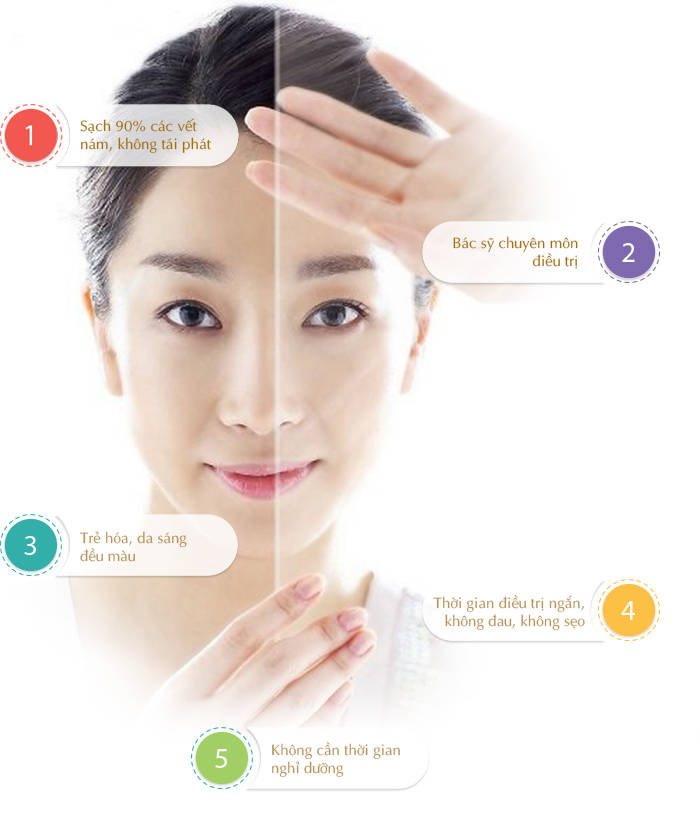 1
Sạch 90% các vết
nám, không tái phát
Bác sỹ chuyên môn
điều trị
2
3
Trẻ hóa, da sáng
đều màu
Thời gian điều trị ngắn,
không đau, không sẹo
4
5
Không cần thời gian
nghỉ dưỡng